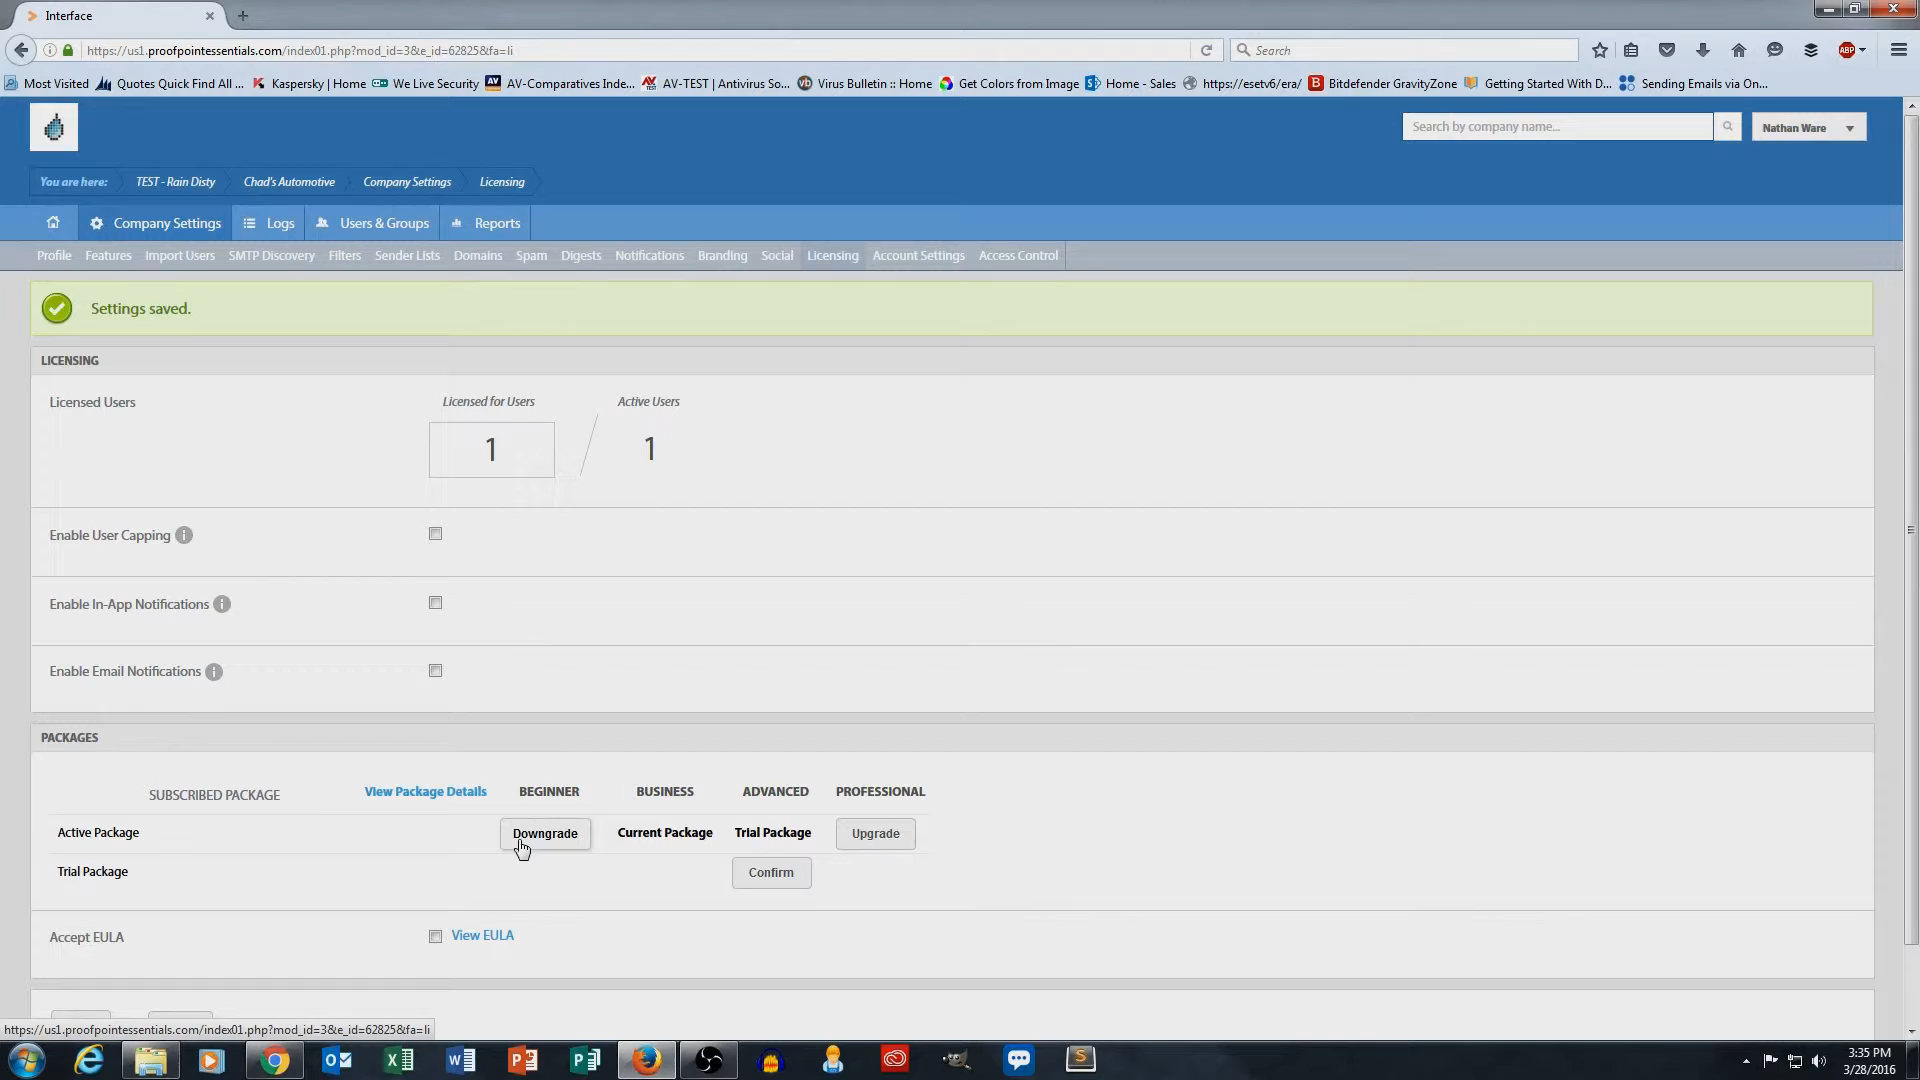 Interface
https://us1.proofpointessentials.com/index01.php?mod_id=3&e_id=62825&fa=li
Search
Most Visited Quotes Quick Find All ... Kaspersky | Home We Live Security AV-Comparatives Inde... AV-TEST | Antivirus So... Virus Bulletin :: Home Get Colors from Image Home - Sales https://esetv6/era/ Bitdefender GravityZone Getting Started With D... Sending Emails via On...
Search by company name... Nathan Ware
You are here: TEST - Rain Disty Chad's Automotive Company Settings Licensing
Company Settings Logs Users & Groups Reports
Profile Features Import Users SMTP Discovery Filters Sender Lists Domains Spam Digests Notifications Branding Social Licensing Account Settings Access Control
Settings saved.
LICENSING
Licensed Users Licensed for Users Active Users
1 1
Enable User Capping
Enable In-App Notifications
Enable Email Notifications
PACKAGES
SUBSCRIBED PACKAGE View Package Details BEGINNER BUSINESS ADVANCED PROFESSIONAL
Active Package Downgrade Current Package Trial Package Upgrade
Trial Package Confirm
Accept EULA View EULA
https://us1.proofpointessentials.com/index01.php?mod_id=3&e_id=62825&fa=li
3:35 PM
3/28/2016